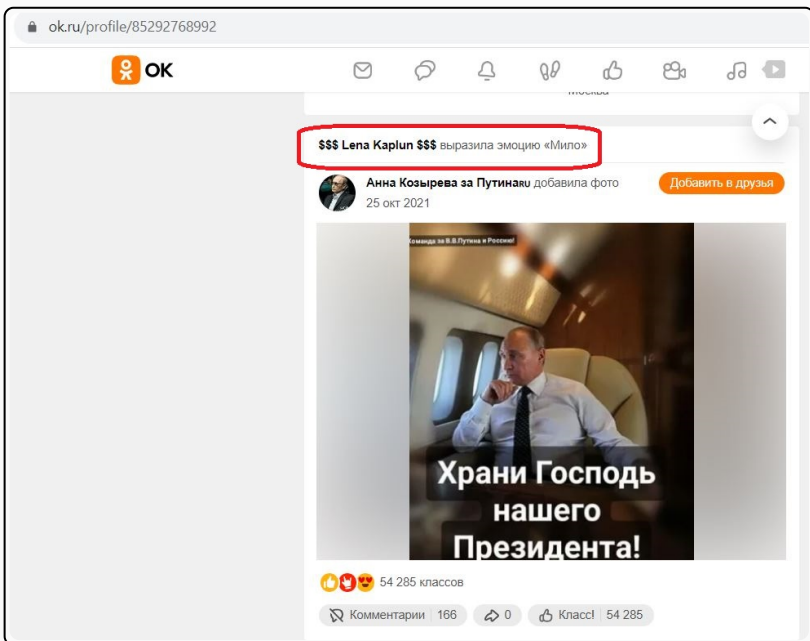 ok.ru/profile/85292768992
OK
Москва
$$$ Lena Kaplun $$$ выразила эмоцию «Мило»
Анна Козырева за ПутинаRU добавила фото
Добавить в друзья
25 окт 2021
Команда за В.В.Путина и Россию!
Храни Господь
нашего
Президента!
54 285 классов
Комментарии 166
0
Класс! 54 285